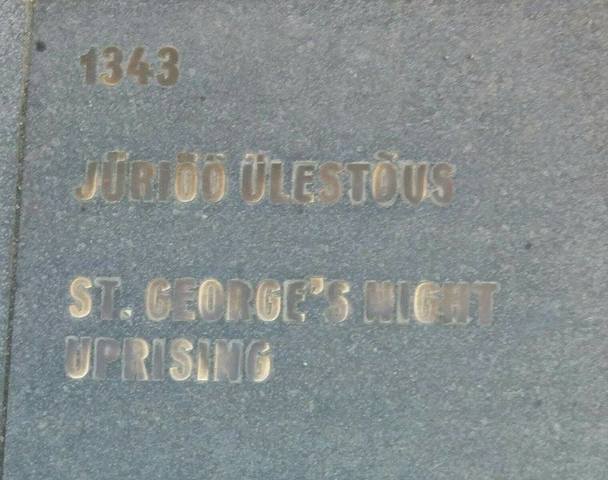 1343
JÜRIÖÖ ÜLESTÕUS
ST. GEORGE'S NIGHT
UPRISING